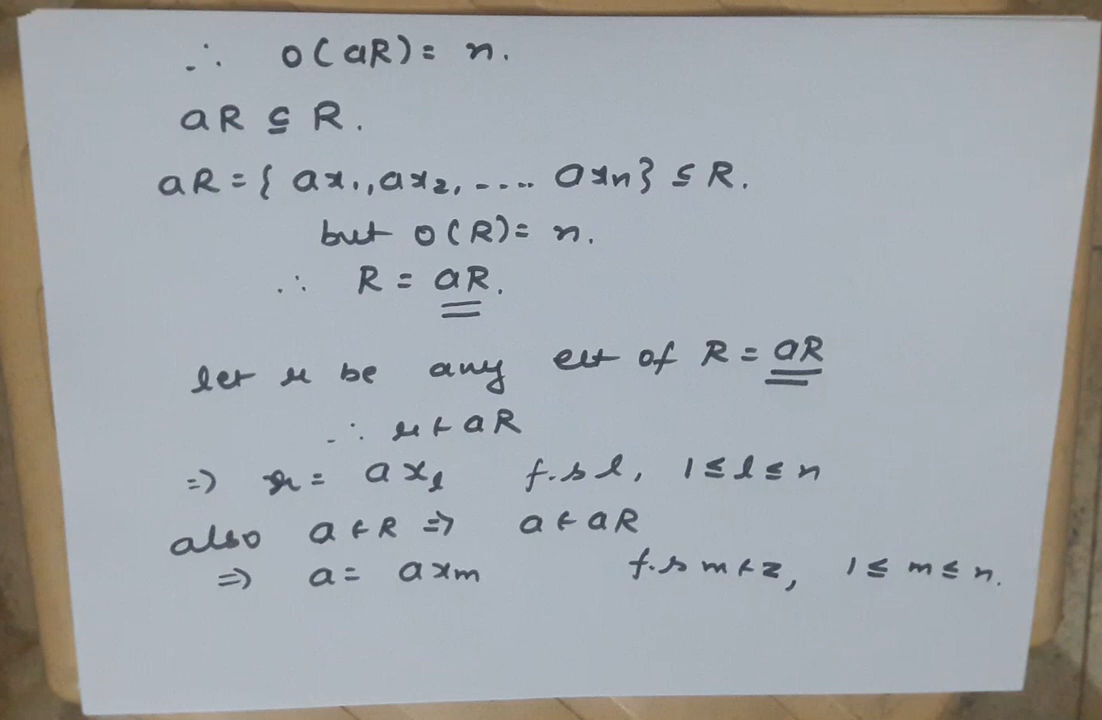 ∴ o(aR) = n.
aR ⊆ R.
aR = { ax₁, ax₂, ---- axn} ≤ R.
but o(R) = n.
∴ R = aR.
let r be any elt of R = aR
∴ r ∈ aR
=> r = axₗ f.s l, 1 ≤ l ≤ n
also a ∈ R => a ∈ aR
=> a = axm f.s m ∈ z, 1 ≤ m ≤ n.